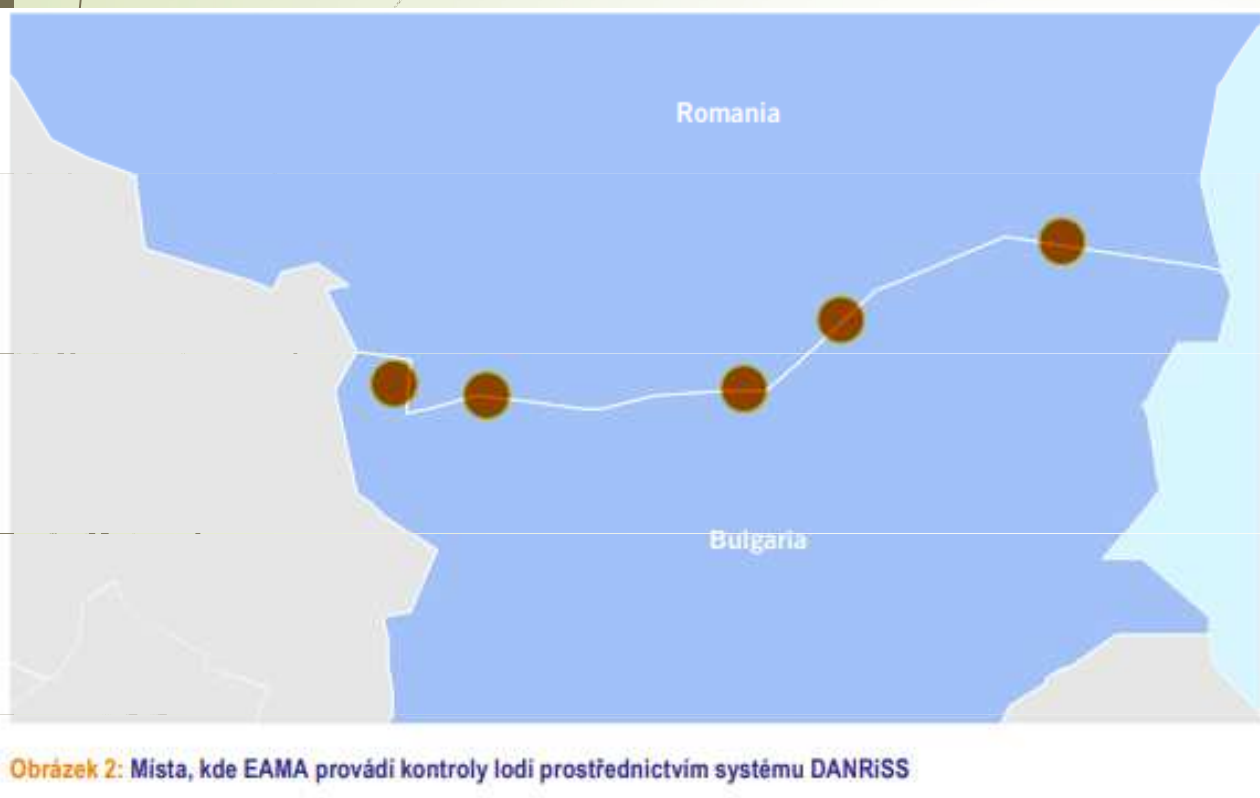 Romania
Bulgaria
Obrázek 2: Místa, kde EAMA provádí kontroly lodí prostřednictvím systému DANRiSS